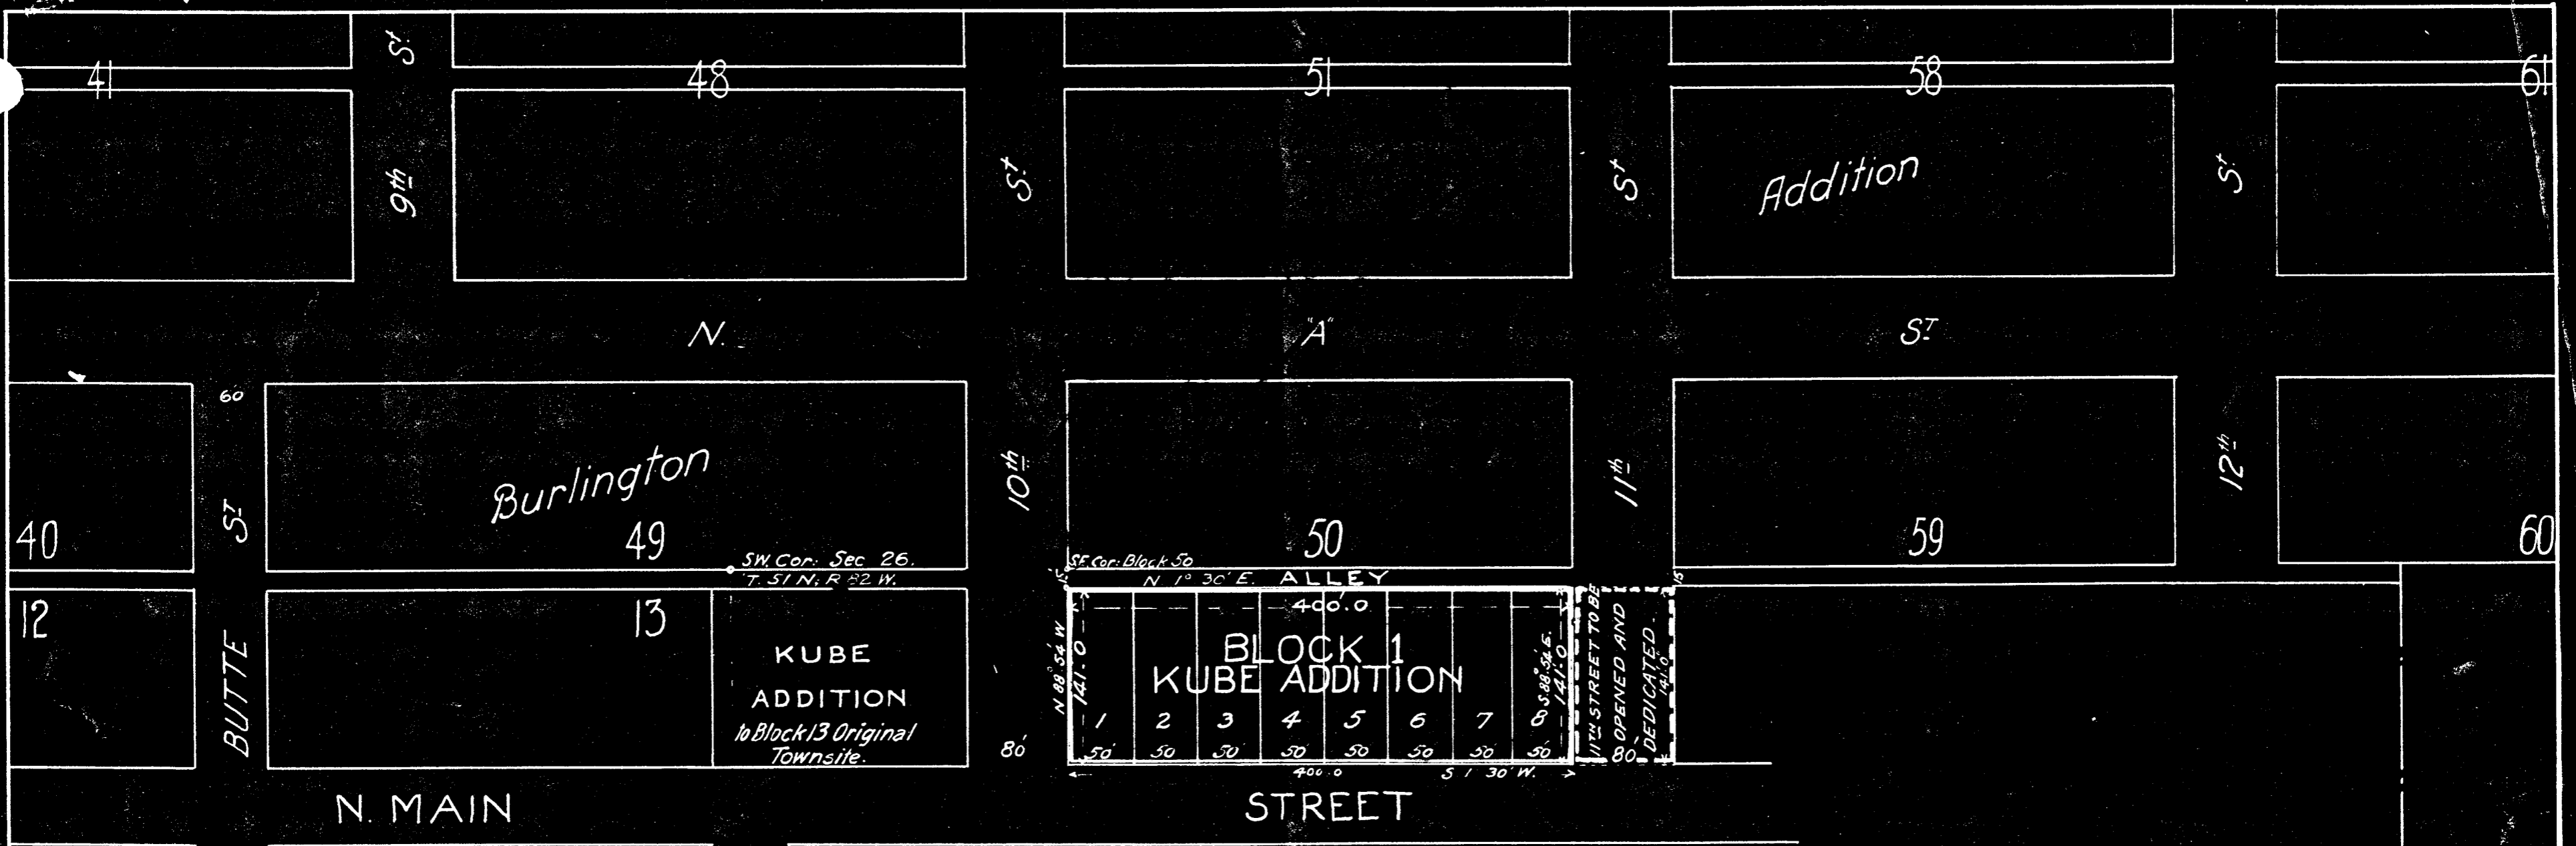 41
48
51
58
61
St
9th
St
St
Addition
St
N. "A" St
60
Burlington
10th
11th
12th
40
St
49
50
59
60
SW. Cor: Sec 26.
T. 51 N; R 82 W.
SE. Cor: Block 50
15'
N. 1° 30' E. ALLEY
15'
12
13
BUTTE
KUBE
ADDITION
to Block 13 Original
Townsite.
400.0
N 88° 54' W
141.0
BLOCK 1
KUBE ADDITION
S. 88° 54' E.
141.0
11TH STREET TO BE
OPENED AND
DEDICATED.
141.0'
1 2 3 4 5 6 7 8
80'
50' 50 50' 50' 50 50 50' 50'
80'
400.0 S 1 30' W.
N. MAIN STREET